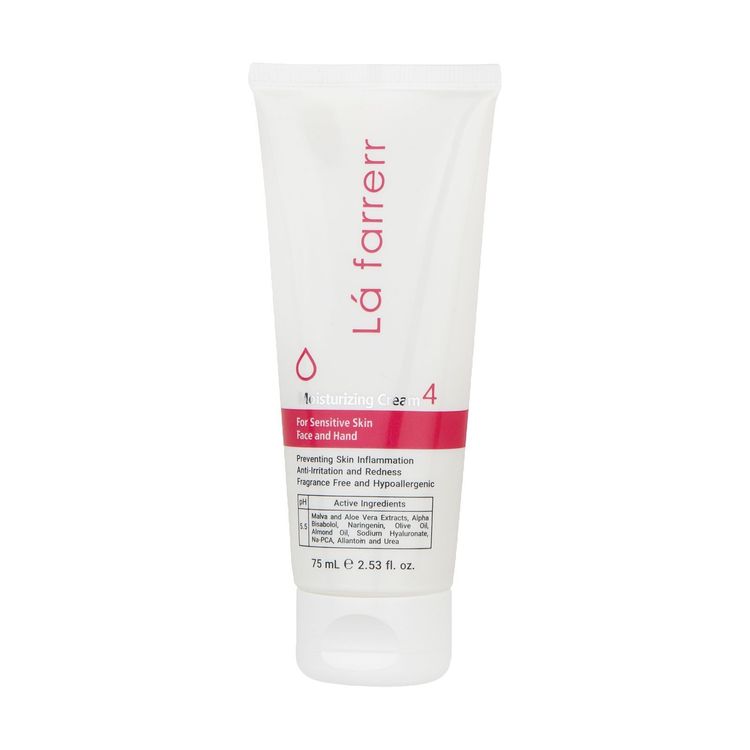 Lá farrerr
Moisturizing Cream 4
For Sensitive Skin
Face and Hand
Preventing Skin Inflammation
Anti-Irritation and Redness
Fragrance Free and Hypoallergenic
pH Active Ingredients
5.5 Malva and Aloe Vera Extracts, Alpha
Bisabolol, Naringenin, Olive Oil,
Almond Oil, Sodium Hyaluronate,
Na-PCA, Allantoin and Urea
75 mL ℮ 2.53 fl. oz.